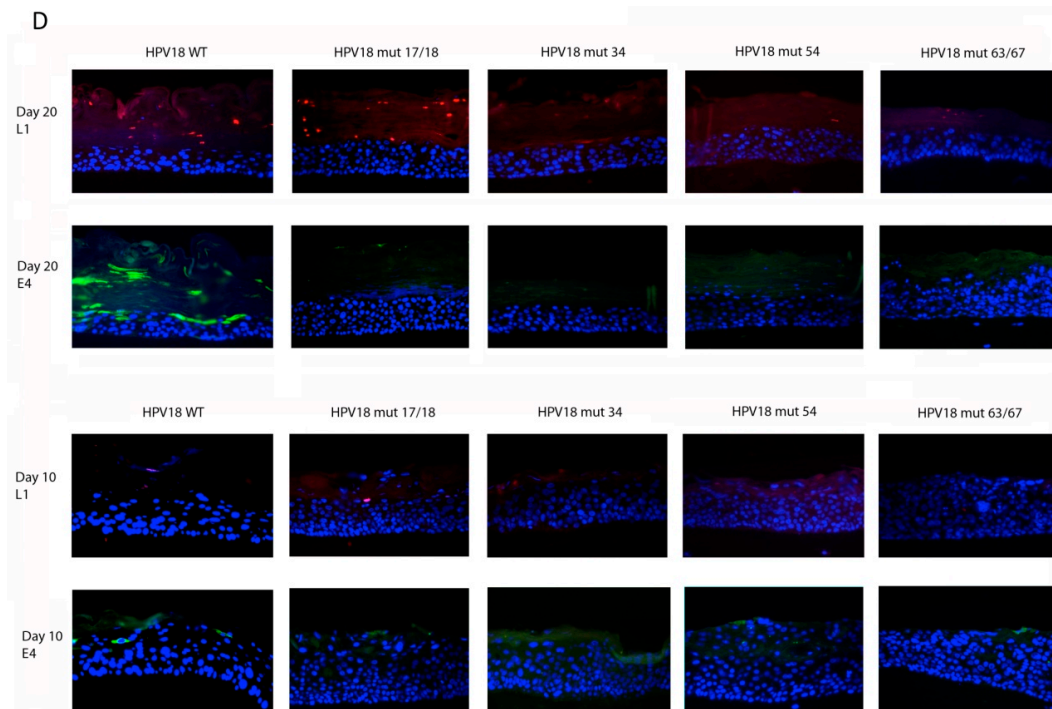 D
HPV18 WT HPV18 mut 17/18 HPV18 mut 34 HPV18 mut 54 HPV18 mut 63/67
Day 20
L1
Day 20
E4
HPV18 WT HPV18 mut 17/18 HPV18 mut 34 HPV18 mut 54 HPV18 mut 63/67
Day 10
L1
Day 10
E4